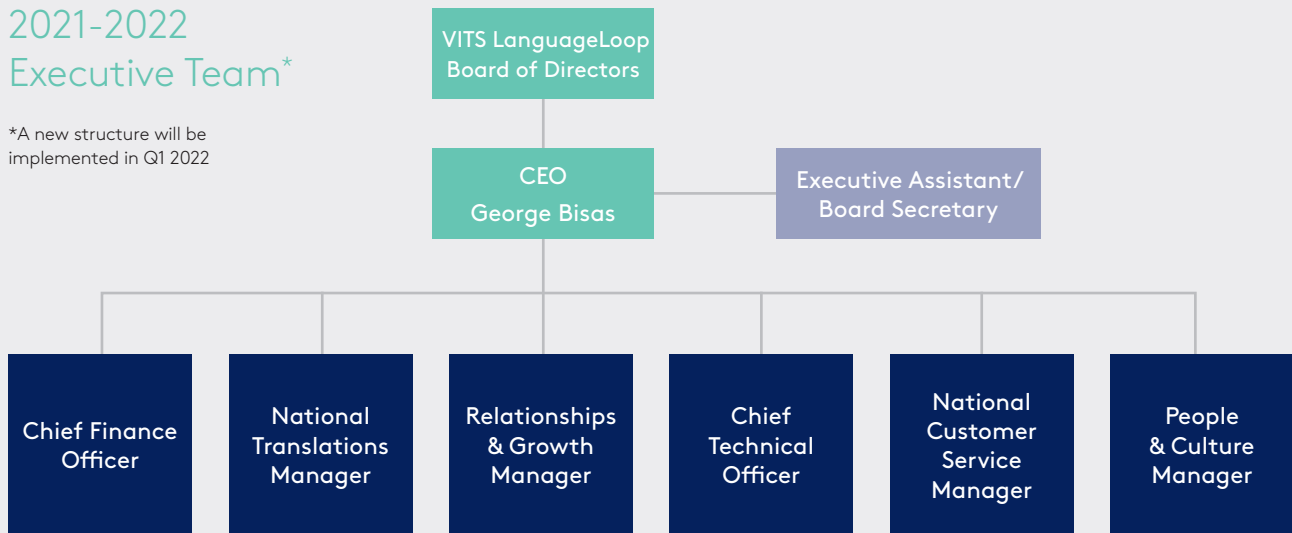 2021-2022
Executive Team*
*A new structure will be
implemented in Q1 2022
VITS LanguageLoop
Board of Directors
CEO
George Bisas
Executive Assistant/
Board Secretary
Chief Finance
Officer
National
Translations
Manager
Relationships
& Growth
Manager
Chief
Technical
Officer
National
Customer
Service
Manager
People
& Culture
Manager